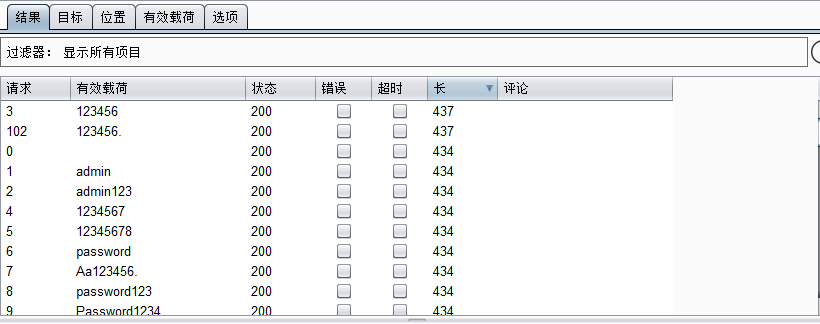 结果 目标 位置 有效载荷 选项
过滤器： 显示所有项目
请求 有效载荷 状态 错误 超时 长 评论
3 123456 200 437
102 123456. 200 437
0 200 434
1 admin 200 434
2 admin123 200 434
4 1234567 200 434
5 12345678 200 434
6 password 200 434
7 Aa123456. 200 434
8 password123 200 434
9 Password1234 200 434